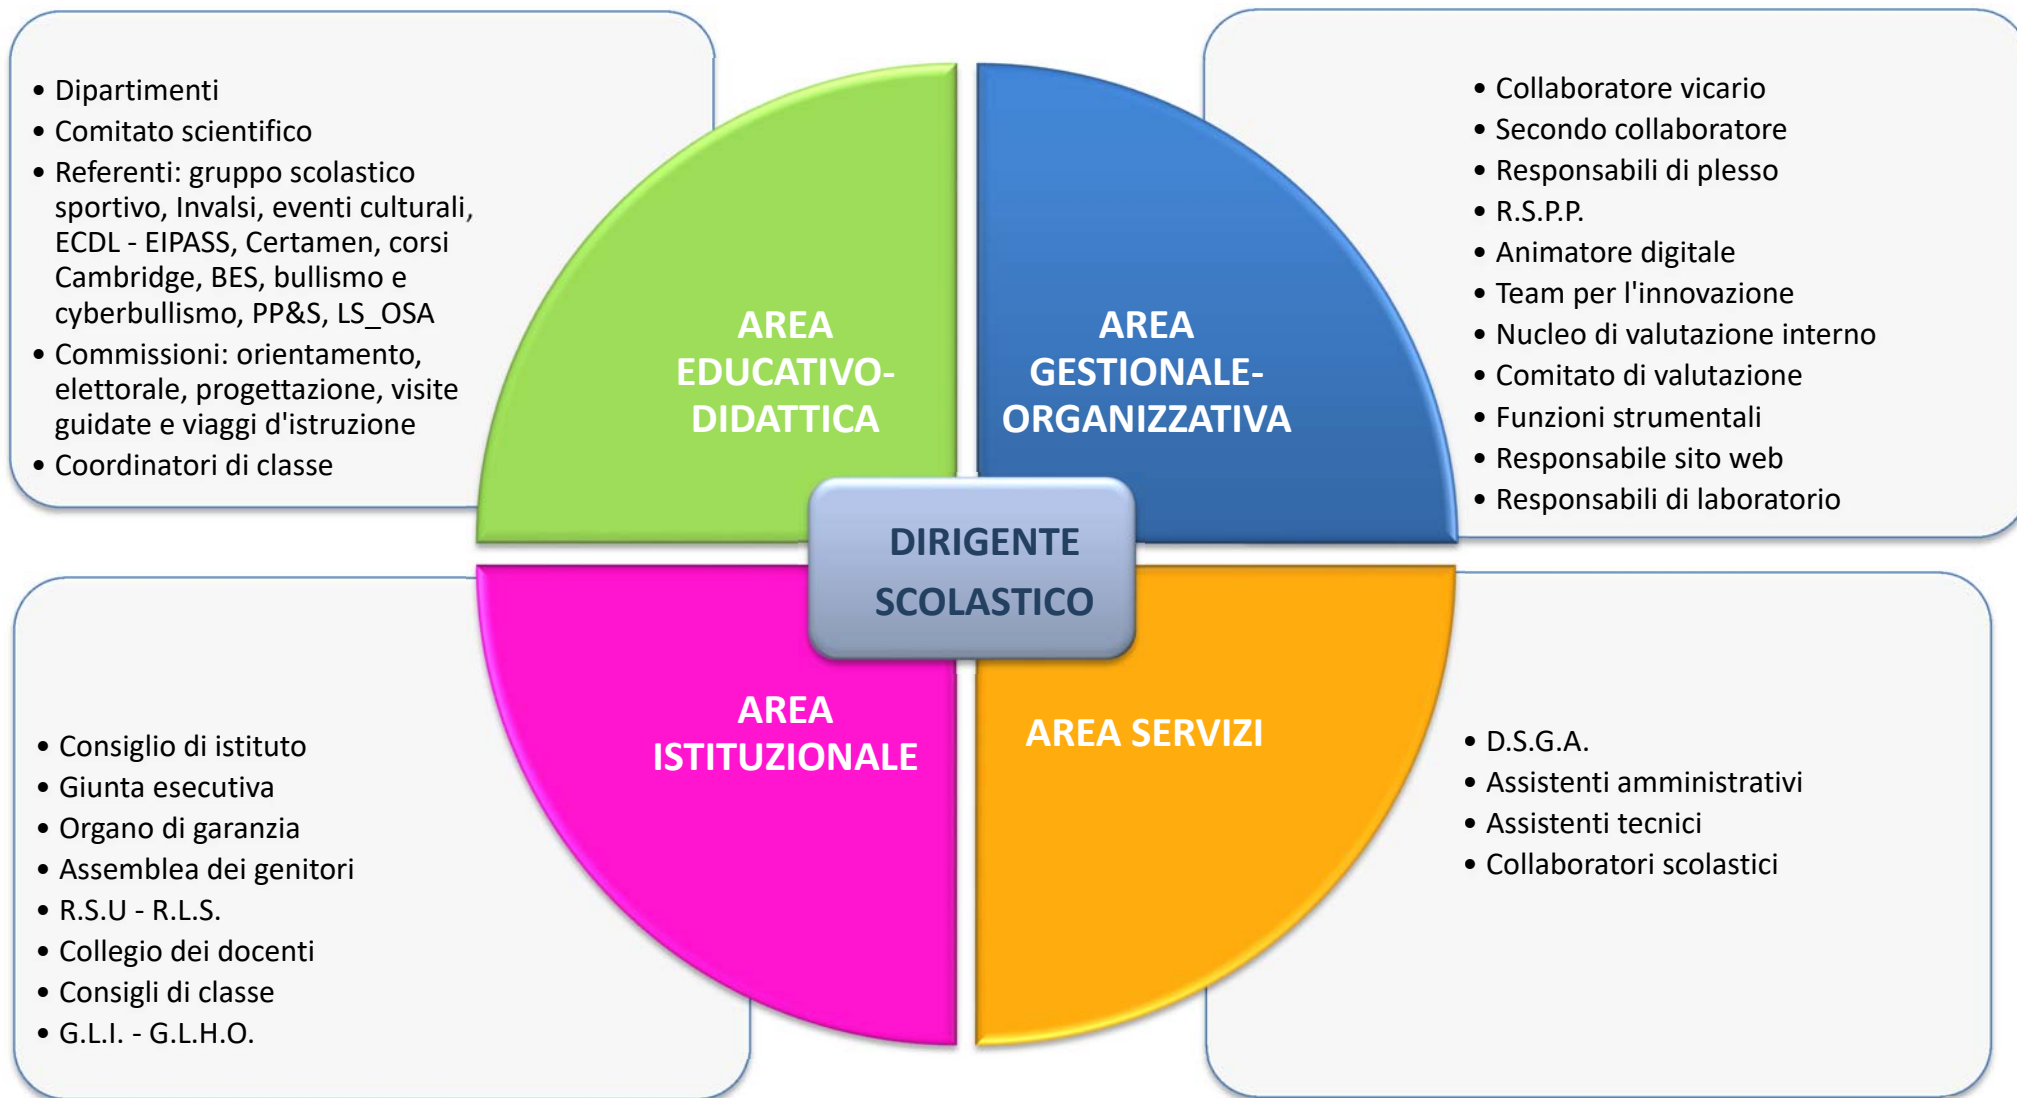 • Dipartimenti
• Comitato scientifico
• Referenti: gruppo scolastico
sportivo, Invalsi, eventi culturali,
ECDL - EIPASS, Certamen, corsi
Cambridge, BES, bullismo e
cyberbullismo, PP&S, LS_OSA
• Commissioni: orientamento,
elettorale, progettazione, visite
guidate e viaggi d'istruzione
• Coordinatori di classe
AREA
EDUCATIVO-
DIDATTICA
AREA
GESTIONALE-
ORGANIZZATIVA
• Collaboratore vicario
• Secondo collaboratore
• Responsabili di plesso
• R.S.P.P.
• Animatore digitale
• Team per l'innovazione
• Nucleo di valutazione interno
• Comitato di valutazione
• Funzioni strumentali
• Responsabile sito web
• Responsabili di laboratorio
DIRIGENTE
SCOLASTICO
• Consiglio di istituto
• Giunta esecutiva
• Organo di garanzia
• Assemblea dei genitori
• R.S.U - R.L.S.
• Collegio dei docenti
• Consigli di classe
• G.L.I. - G.L.H.O.
AREA
ISTITUZIONALE
AREA SERVIZI
• D.S.G.A.
• Assistenti amministrativi
• Assistenti tecnici
• Collaboratori scolastici